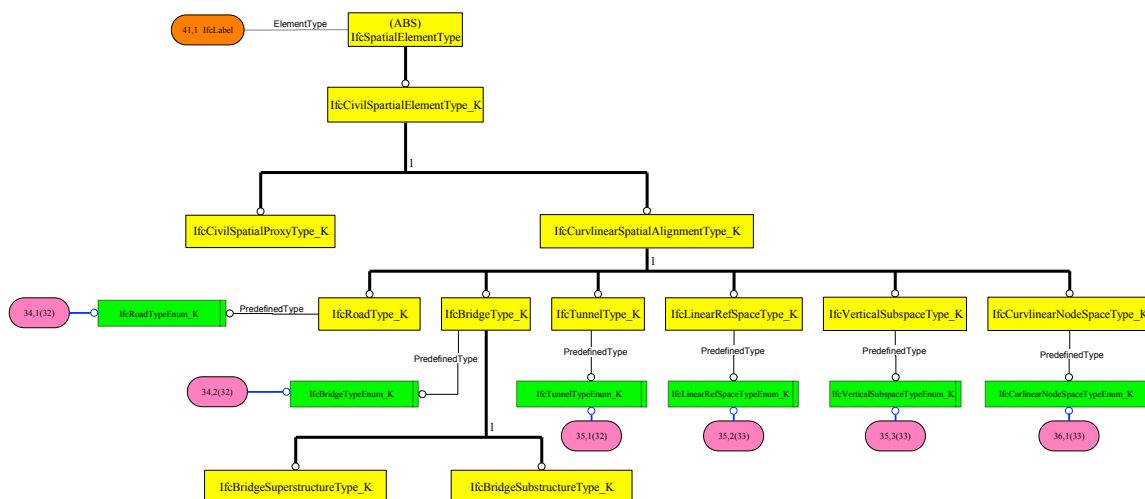 41,1 IfcLabel
ElementType
(ABS)
IfcSpatialElementType
IfcCivilSpartialElementType_K
1
IfcCivilSpatialProxyType_K
IfcCurvlinearSpatialAlignmentType_K
1
34,1(32)
IfcRoadTypeEnum_K
PredefinedType
IfcRoadType_K
IfcBridgeType_K
IfcTunnelType_K
IfcLinearRefSpaceType_K
IfcVerticalSubspaceType_K
IfcCurvlinearNodeSpaceType_K
PredefinedType
PredefinedType
PredefinedType
PredefinedType
PredefinedType
34,2(32)
IfcBridgeTypeEnum_K
IfcTunnelTypeEnum_K
IfcLinearRefSpaceTypeEnum_K
IfcVerticalSubspaceTypeEnum_K
IfcCurlinearNodeSpaceTypeEnum_K
35,1(32)
35,2(33)
35,3(33)
36,1(33)
1
IfcBridgeSuperstructureType_K
IfcBridgeSubstructureType_K